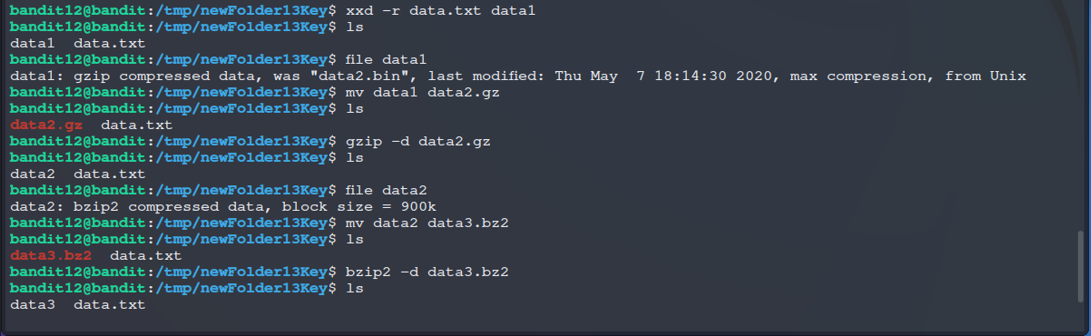 bandit12@bandit:/tmp/newFolder13Key$ xxd -r data.txt data1
bandit12@bandit:/tmp/newFolder13Key$ ls
data1  data.txt
bandit12@bandit:/tmp/newFolder13Key$ file data1
data1: gzip compressed data, was "data2.bin", last modified: Thu May  7 18:14:30 2020, max compression, from Unix
bandit12@bandit:/tmp/newFolder13Key$ mv data1 data2.gz
bandit12@bandit:/tmp/newFolder13Key$ ls
data2.gz  data.txt
bandit12@bandit:/tmp/newFolder13Key$ gzip -d data2.gz
bandit12@bandit:/tmp/newFolder13Key$ ls
data2  data.txt
bandit12@bandit:/tmp/newFolder13Key$ file data2
data2: bzip2 compressed data, block size = 900k
bandit12@bandit:/tmp/newFolder13Key$ mv data2 data3.bz2
bandit12@bandit:/tmp/newFolder13Key$ ls
data3.bz2  data.txt
bandit12@bandit:/tmp/newFolder13Key$ bzip2 -d data3.bz2
bandit12@bandit:/tmp/newFolder13Key$ ls
data3  data.txt